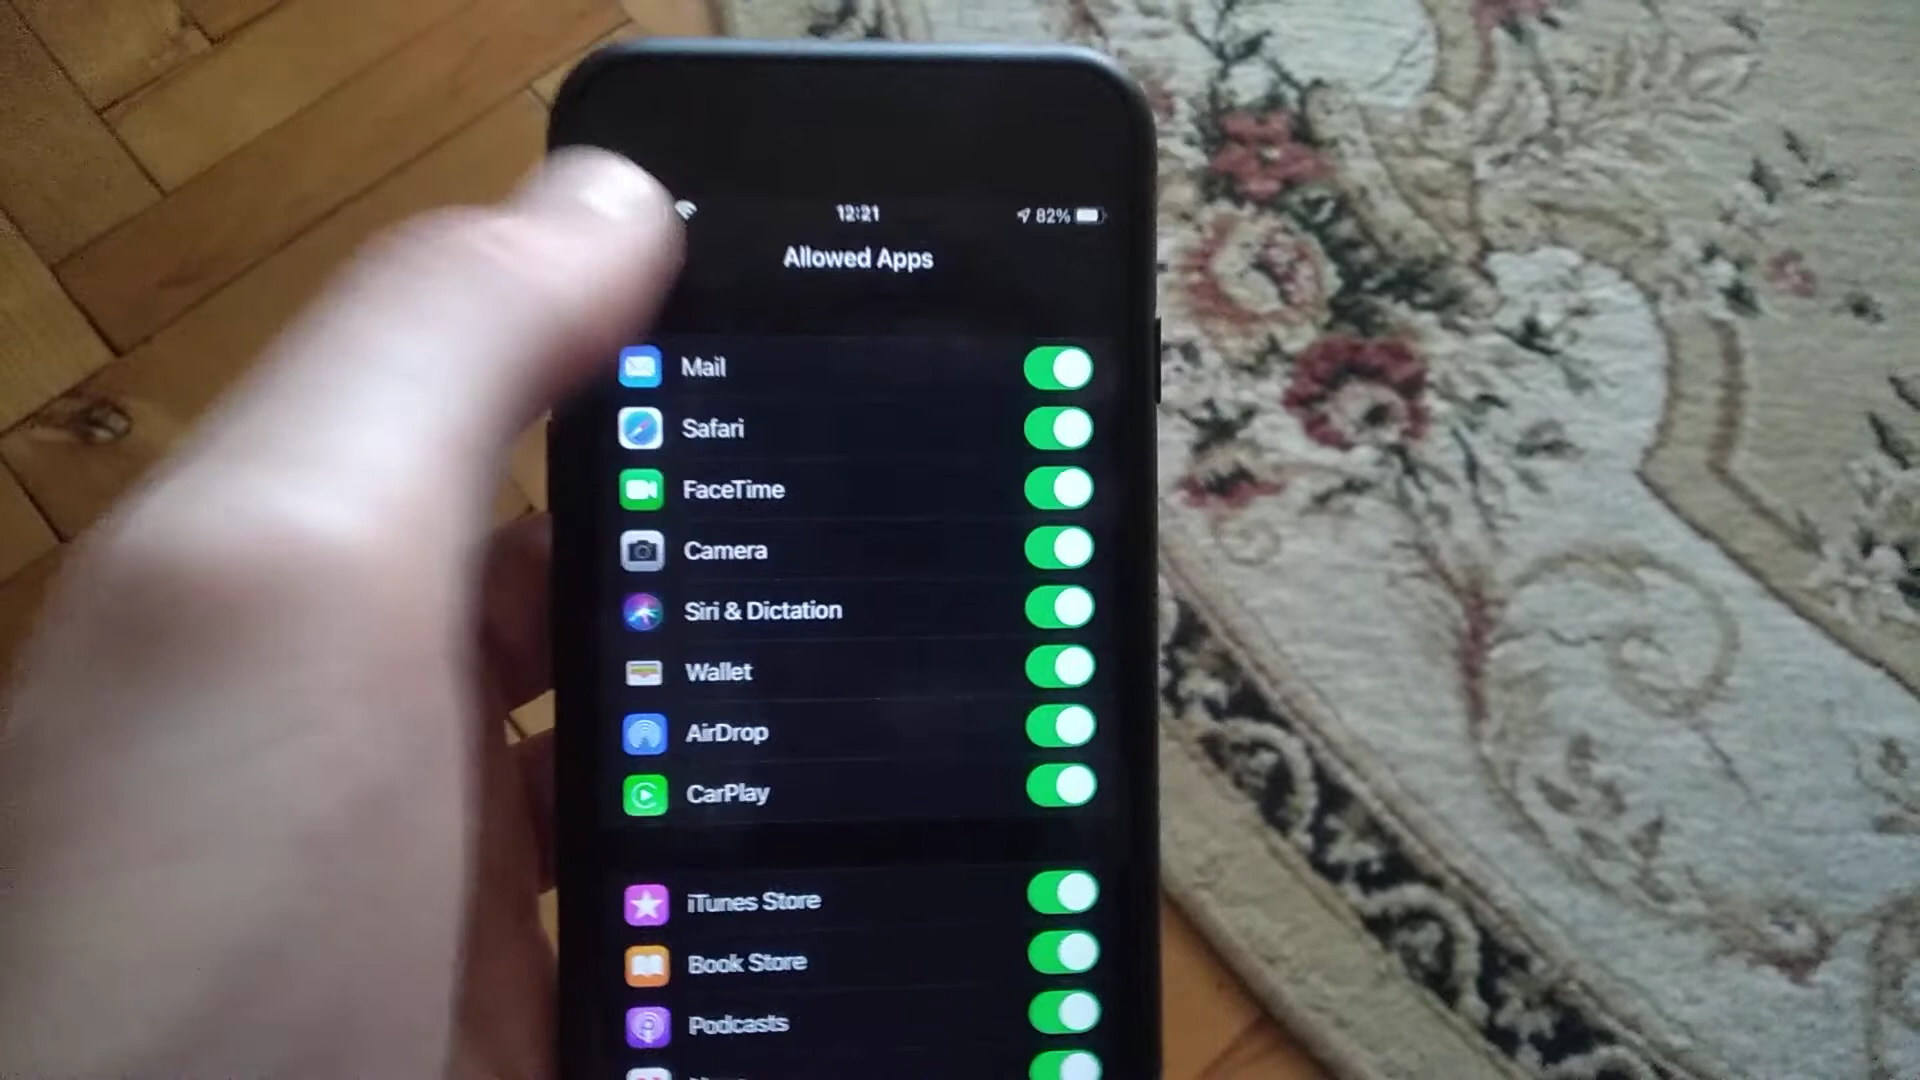 12:21
82%
Allowed Apps
Mail
Safari
FaceTime
Camera
Siri & Dictation
Wallet
AirDrop
CarPlay
iTunes Store
Book Store
Podcasts